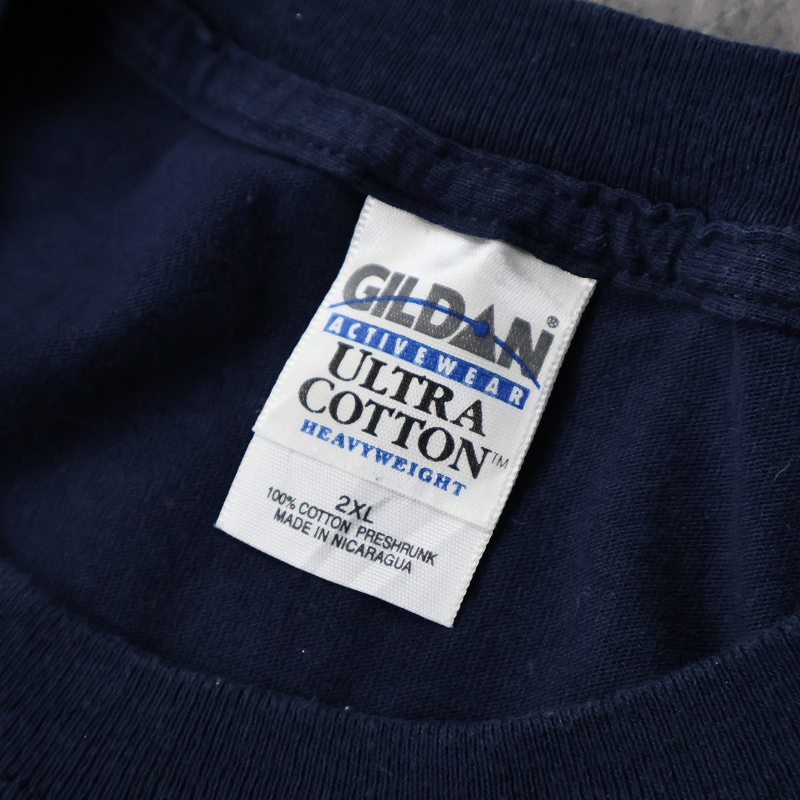 GILDAN®
ACTIVEWEAR
ULTRA
COTTON™
HEAVYWEIGHT
2XL
100% COTTON PRESHRUNK
MADE IN NICARAGUA